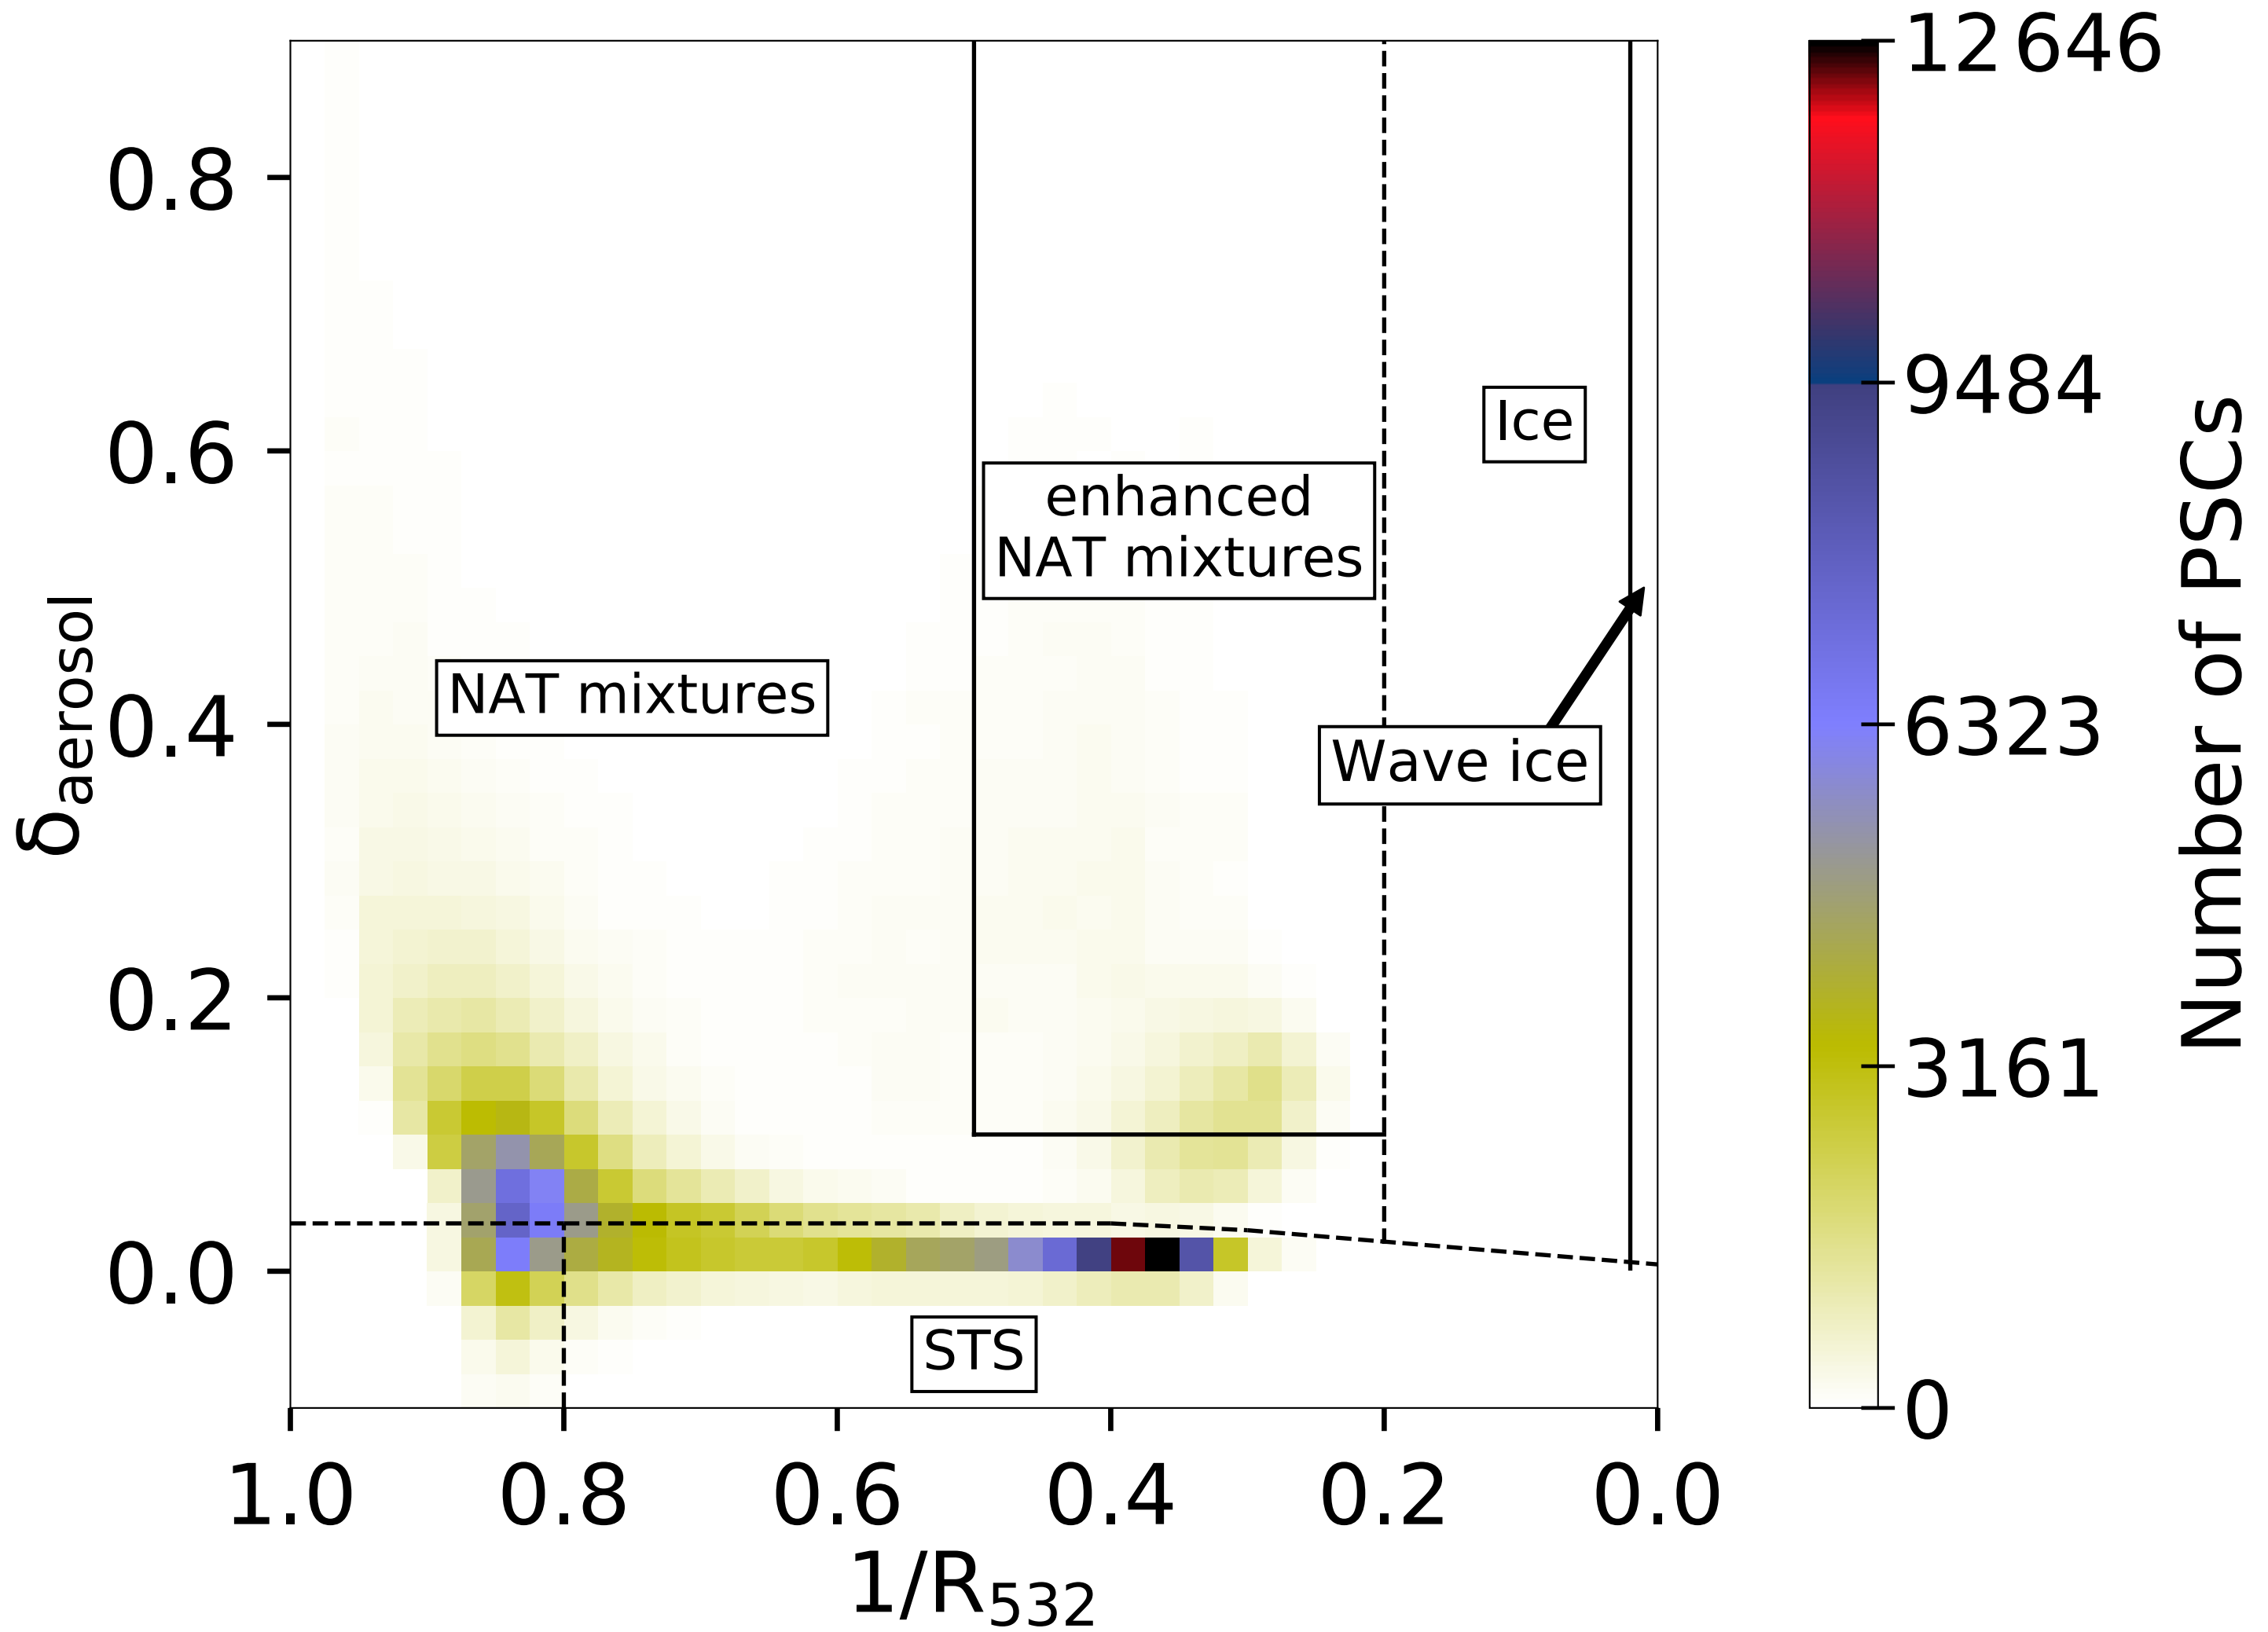 0.8
0.6
0.4
0.2
0.0
δaerosol
1.0
0.8
0.6
0.4
0.2
0.0
1/R532
NAT mixtures
enhanced
NAT mixtures
Ice
Wave ice
STS
12 646
9484
6323
3161
0
Number of PSCs